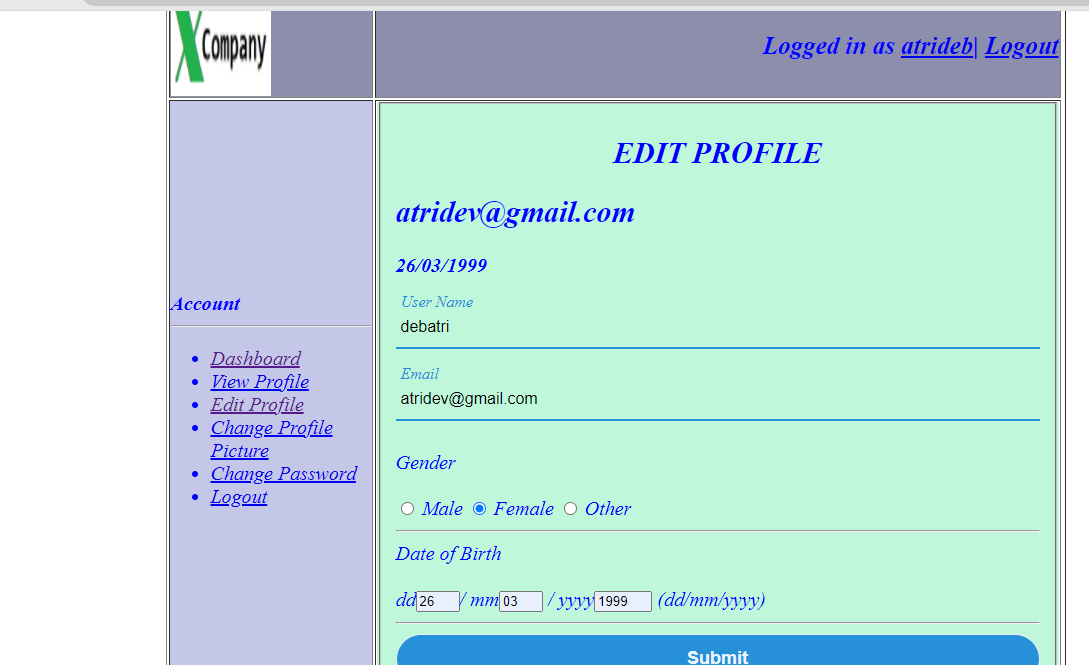 X Company
Logged in as atrideb| Logout
Account
Dashboard
View Profile
Edit Profile
Change Profile
Picture
Change Password
Logout
EDIT PROFILE
atridev@gmail.com
26/03/1999
User Name
debatri
Email
atridev@gmail.com
Gender
Male Female Other
Date of Birth
dd 26 / mm 03 / yyyy 1999 (dd/mm/yyyy)
Submit